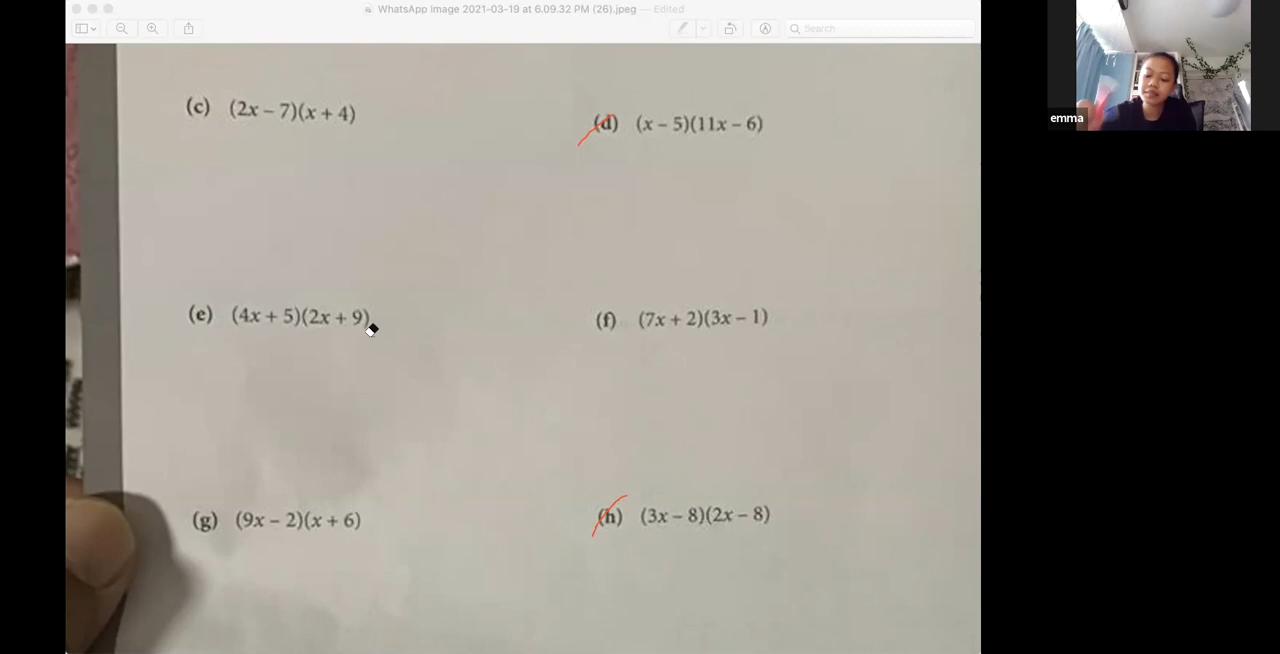 WhatsApp Image 2021-03-19 at 6.09.32 PM (26).jpeg — Edited
Search
emma
(c) (2x – 7)(x + 4)
(d) (x – 5)(11x – 6)
(e) (4x + 5)(2x + 9)
(f) (7x + 2)(3x – 1)
(g) (9x – 2)(x + 6)
(h) (3x – 8)(2x – 8)